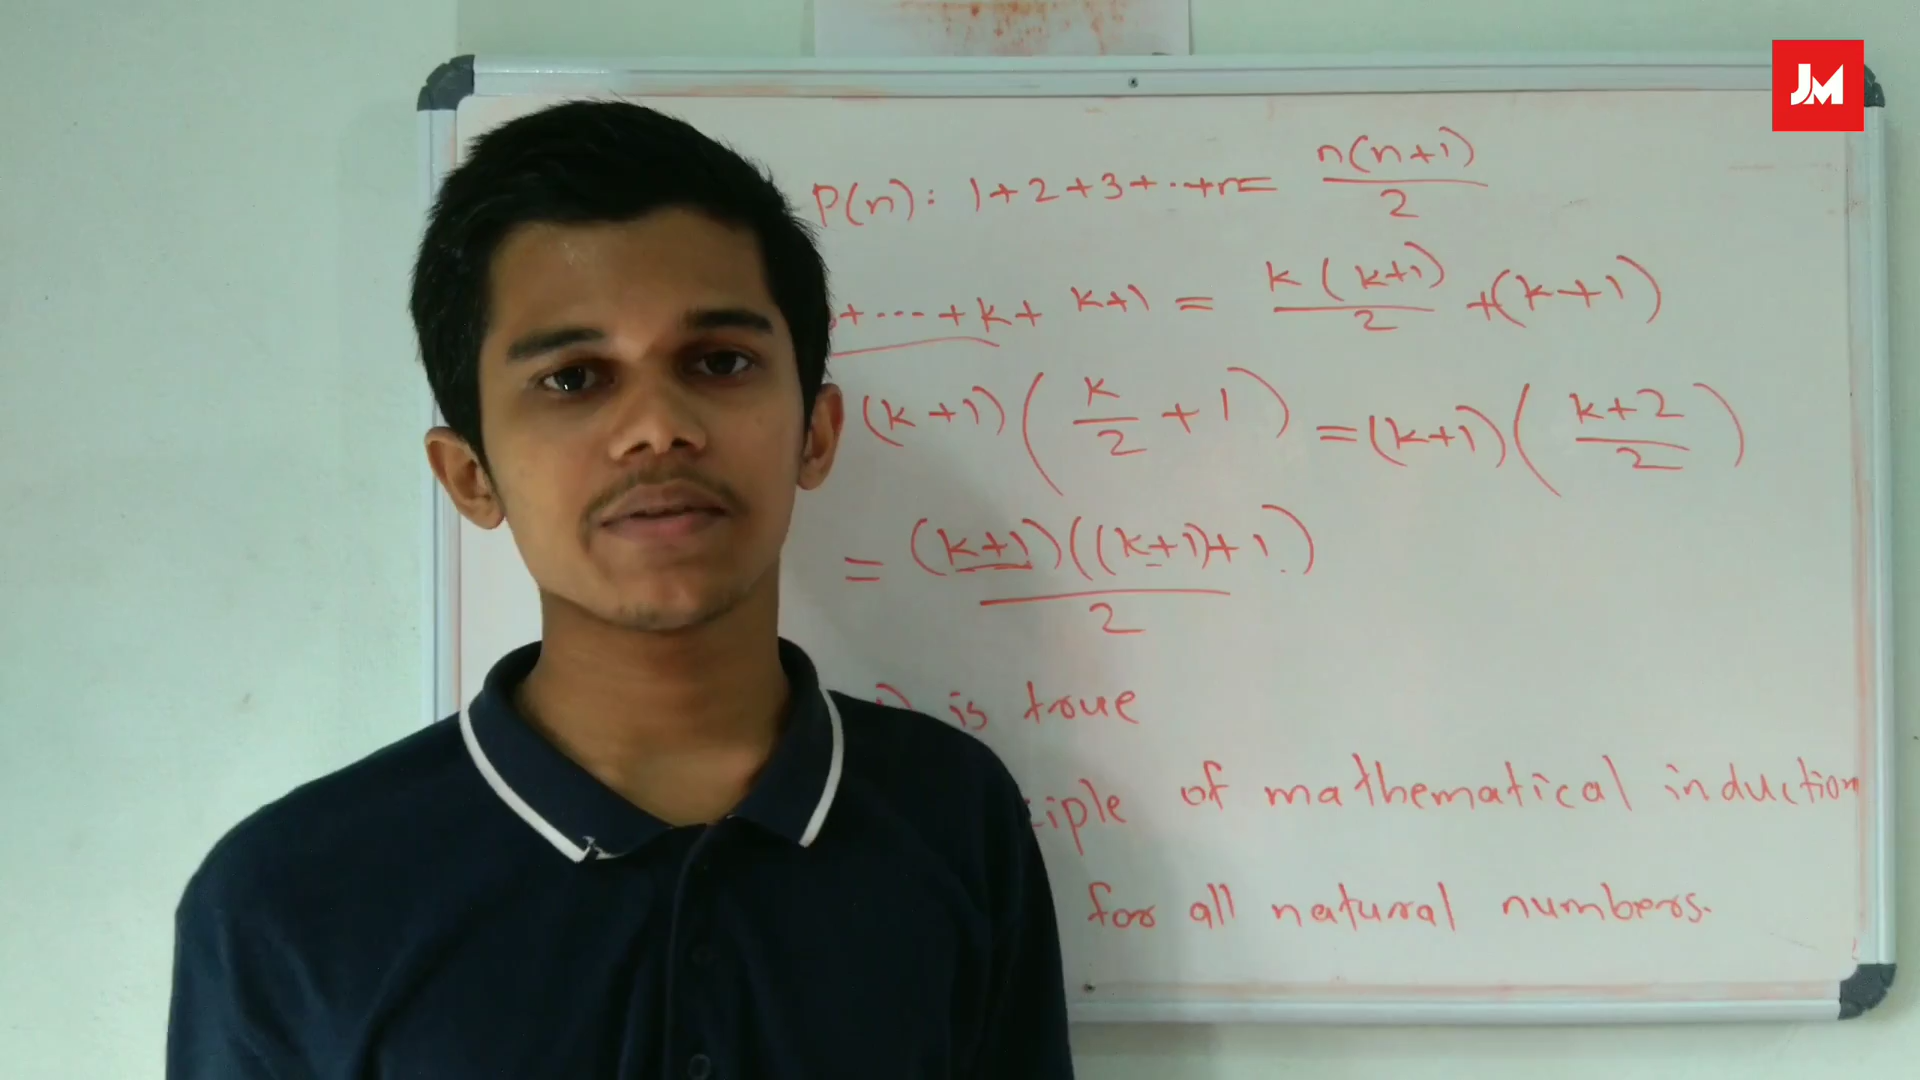 JM
P(n): 1+2+3+..+n= n(n+1)/2
+...+k+ k+1 = k(k+1)/2 +(k+1)
(k+1)(k/2 + 1) = (k+1)(k+2/2)
= (k+1)((k+1)+1)/2
) is true
ciple of mathematical induction
for all natural numbers.